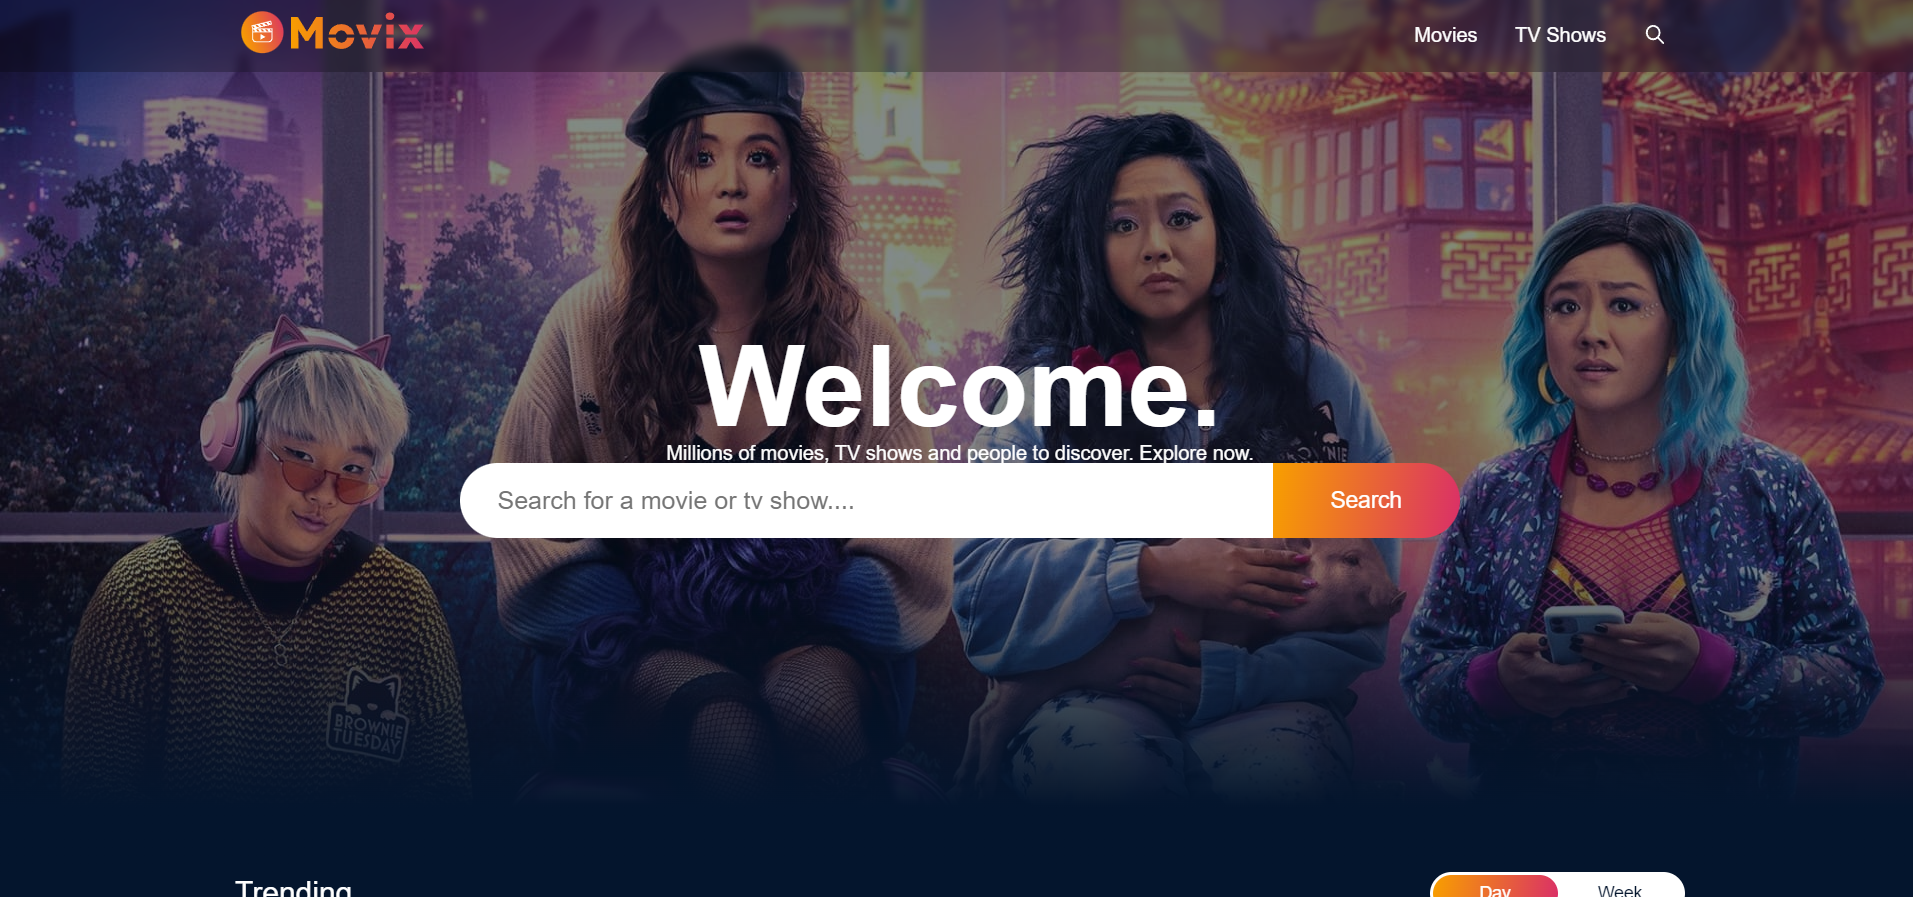 Movix
Movies
TV Shows
Welcome.
Millions of movies, TV shows and people to discover. Explore now.
Search for a movie or tv show....
Search
BROWNIE
TUESDAY
Trending
Day
Week